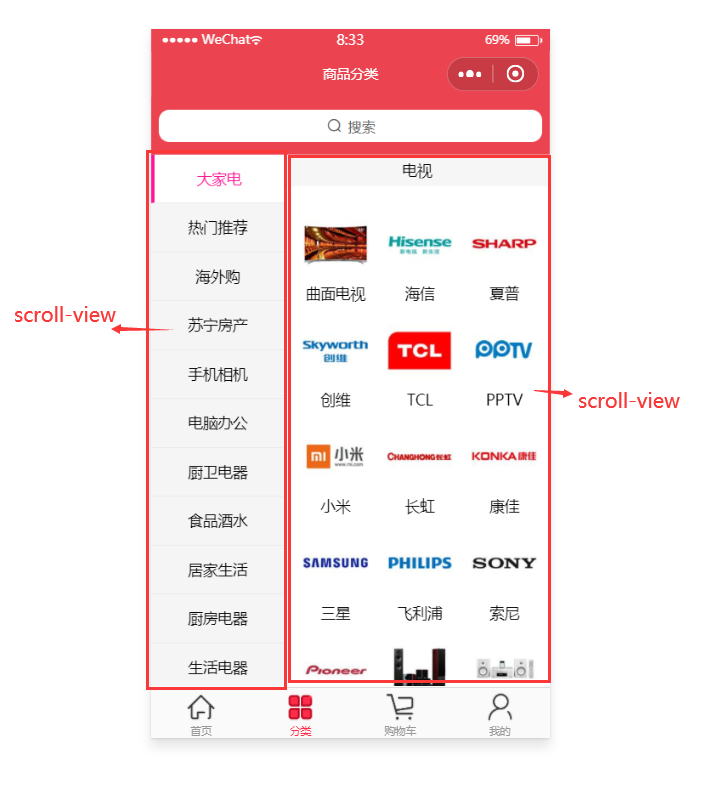 WeChat 8:33 69%
商品分类
搜索
大家电
热门推荐
海外购
苏宁房产
手机相机
电脑办公
厨卫电器
食品酒水
居家生活
厨房电器
生活电器
scroll-view
电视
Hisense SHARP
曲面电视 海信 夏普
Skyworth
创维 TCL PPTV
创维 TCL PPTV
mi 小米 CHANGHONG长虹 KONKA康佳
www.mi.com
小米 长虹 康佳
SAMSUNG PHILIPS SONY
三星 飞利浦 索尼
Pioneer
scroll-view
首页 分类 购物车 我的